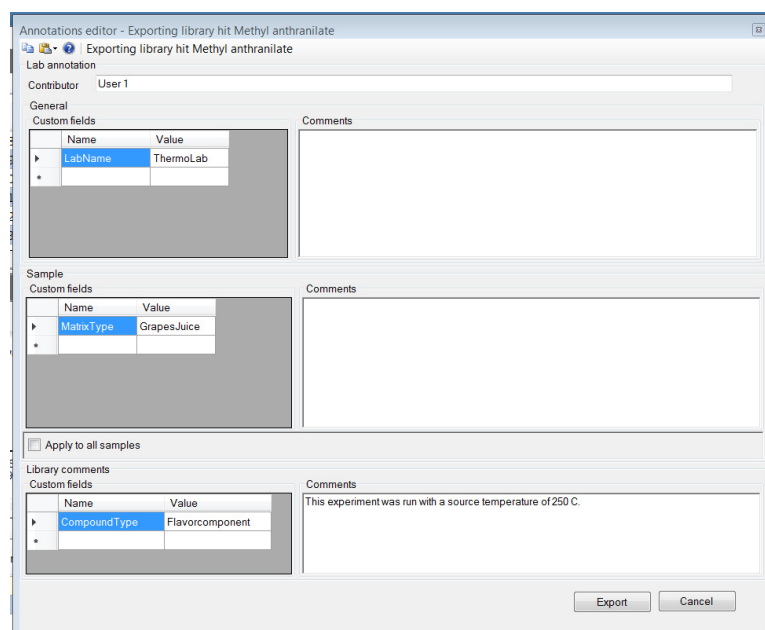 Annotations editor - Exporting library hit Methyl anthranilate
Exporting library hit Methyl anthranilate
Lab annotation
Contributor User 1
General
Custom fields Comments
Name Value
LabName ThermoLab
*
Sample
Custom fields Comments
Name Value
MatrixType GrapesJuice
*
Apply to all samples
Library comments
Custom fields Comments
Name Value This experiment was run with a source temperature of 250 C.
CompoundType Flavorcomponent
*
Export Cancel